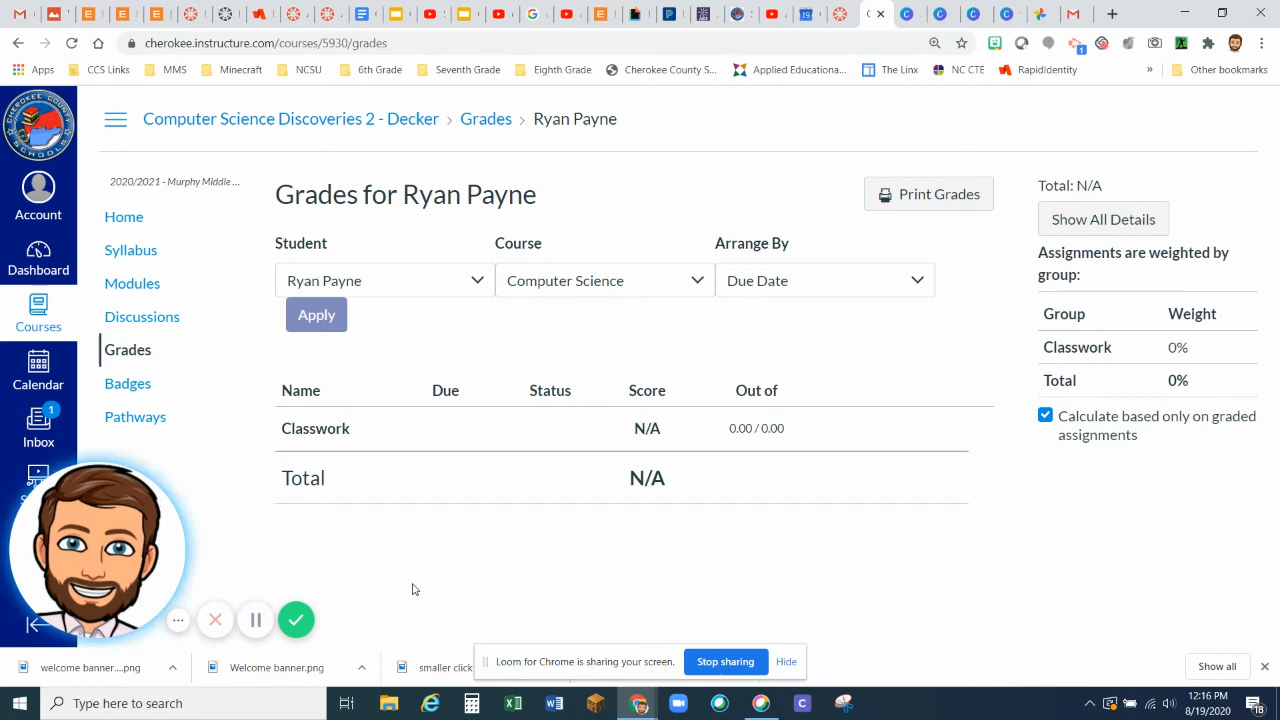 cherokee.instructure.com/courses/5930/grades
Apps CCS Links MMS Minecraft NCSU 6th Grade Seventh Grade Eighth Grade Cherokee County S... Applied Educationa... The Linx NC CTE RapidIdentity » Other bookmarks
Computer Science Discoveries 2 - Decker > Grades > Ryan Payne
2020/2021 - Murphy Middle ...
Account
Dashboard
Courses
Calendar
1
Inbox
Home
Syllabus
Modules
Discussions
Grades
Badges
Pathways
Grades for Ryan Payne
Print Grades
Student Course Arrange By
Ryan Payne Computer Science Due Date
Apply
Name Due Status Score Out of
Classwork N/A 0.00 / 0.00
Total N/A
Total: N/A
Show All Details
Assignments are weighted by
group:
Group Weight
Classwork 0%
Total 0%
Calculate based only on graded
assignments
Loom for Chrome is sharing your screen. Stop sharing Hide
welcome banner....png Welcome banner.png smaller click Show all
Type here to search
12:16 PM
8/19/2020
18